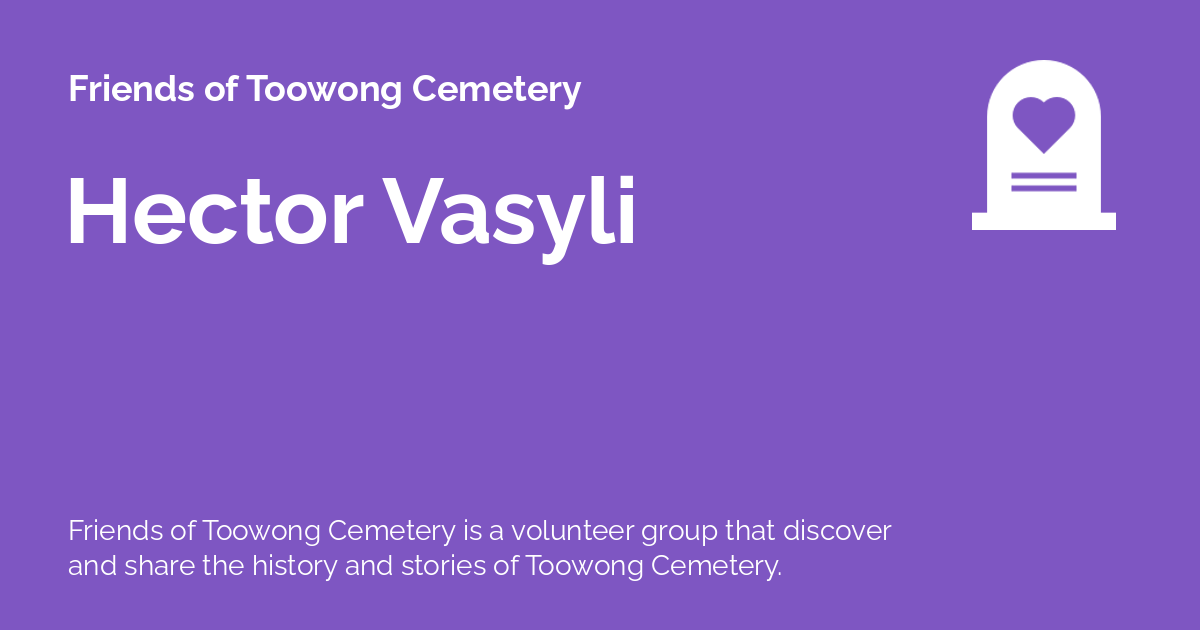 Friends of Toowong Cemetery
Hector Vasyli
Friends of Toowong Cemetery is a volunteer group that discover
and share the history and stories of Toowong Cemetery.